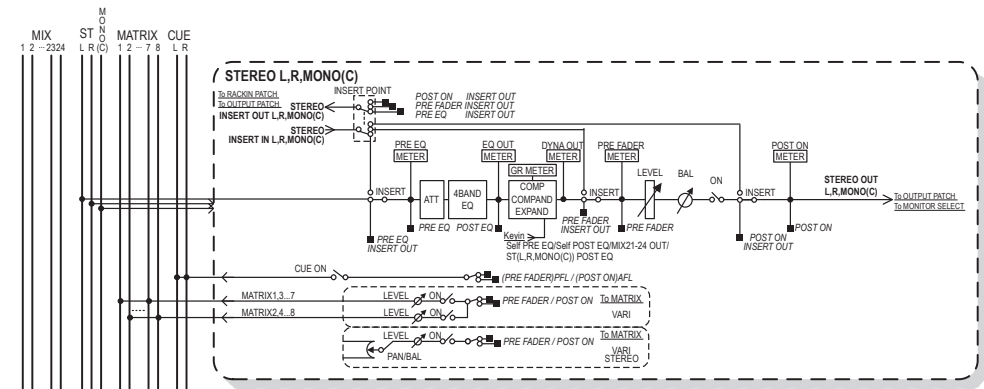 MIX
1 2 ··· 2324
ST
L R
MONO
(C)
MATRIX
1 2 ··· 7 8
CUE
L R
STEREO L,R,MONO(C)
To RACKIN PATCH
To OUTPUT PATCH
STEREO
INSERT OUT L,R,MONO(C)
STEREO
INSERT IN L,R,MONO(C)
INSERT POINT
POST ON INSERT OUT
PRE FADER INSERT OUT
PRE EQ INSERT OUT
PRE EQ
METER
EQ OUT
METER
DYNA OUT
METER
PRE FADER
METER
POST ON
METER
GR METER
INSERT
ATT
4BAND
EQ
COMP
COMPAND
EXPAND
INSERT
LEVEL
BAL
ON
INSERT
STEREO OUT
L,R,MONO(C)
To OUTPUT PATCH
To MONITOR SELECT
PRE EQ
INSERT OUT
PRE EQ
POST EQ
PRE FADER
INSERT OUT
PRE FADER
POST ON
INSERT OUT
POST ON
Keyin
Self PRE EQ/Self POST EQ/MIX21-24 OUT/
ST(L,R,MONO(C)) POST EQ
CUE ON
(PRE FADER)PFL / (POST ON)AFL
MATRIX1,3...7
LEVEL
ON
PRE FADER / POST ON
To MATRIX
MATRIX2,4...8
LEVEL
ON
VARI
LEVEL
ON
PRE FADER / POST ON
To MATRIX
PAN/BAL
VARI
STEREO